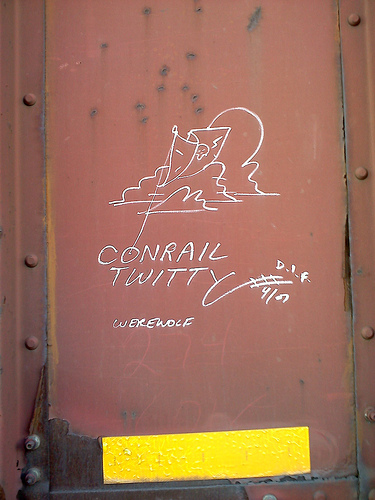 CONRAIL
TWITTY
D.I.F
4/07
WEREWOLF